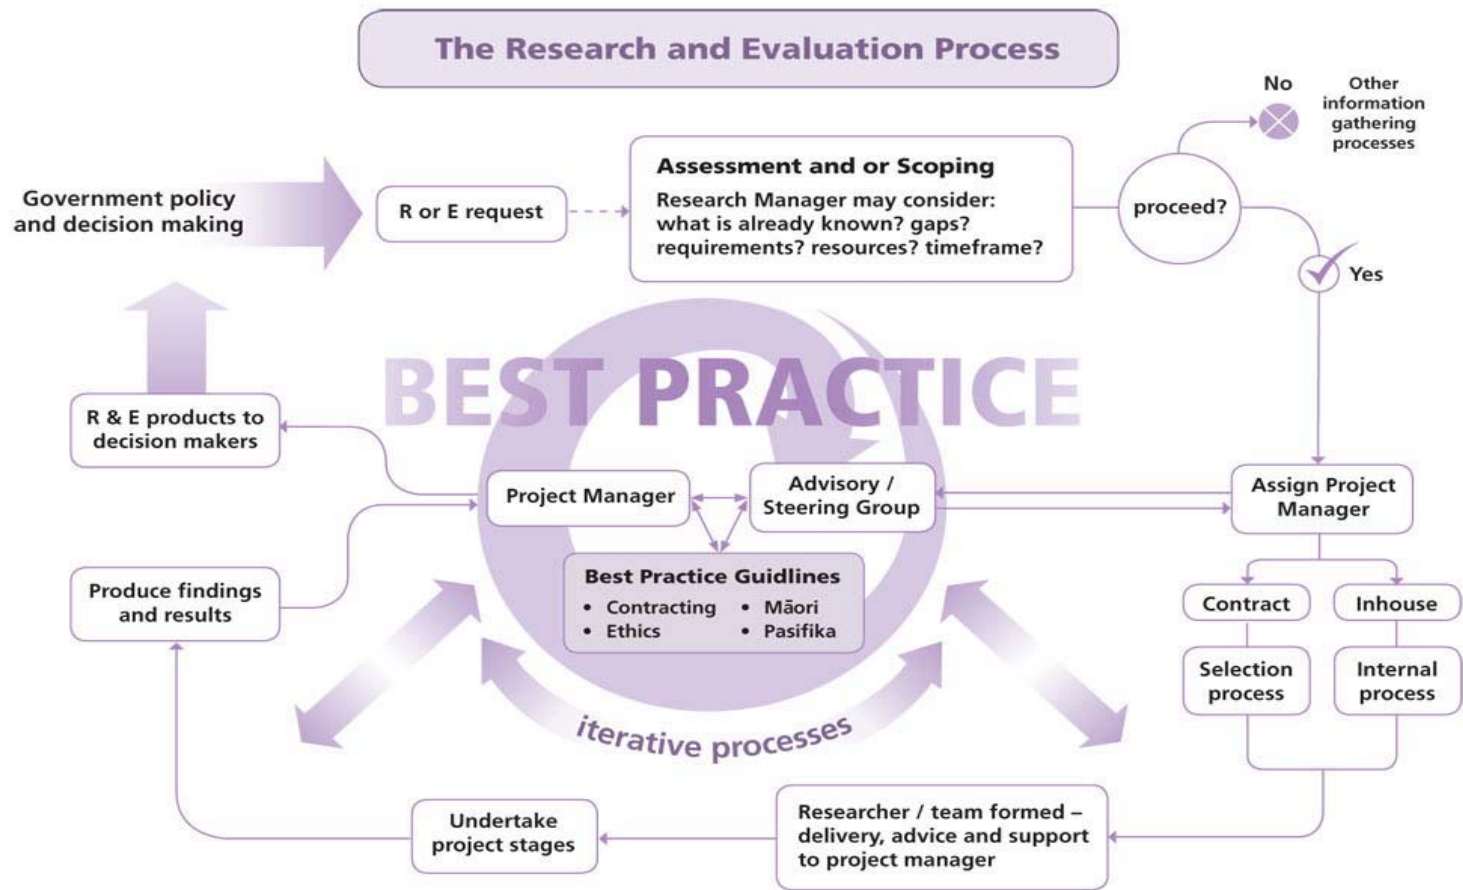 The Research and Evaluation Process
No
Other
information
gathering
processes
Government policy
and decision making
R or E request
Assessment and or Scoping
Research Manager may consider:
what is already known? gaps?
requirements? resources? timeframe?
proceed?
Yes
BEST PRACTICE
R & E products to
decision makers
Project Manager
Advisory /
Steering Group
Assign Project
Manager
Best Practice Guidlines
• Contracting
• Ethics
• Māori
• Pasifika
Produce findings
and results
Contract
Inhouse
Selection
process
Internal
process
iterative processes
Undertake
project stages
Researcher / team formed –
delivery, advice and support
to project manager